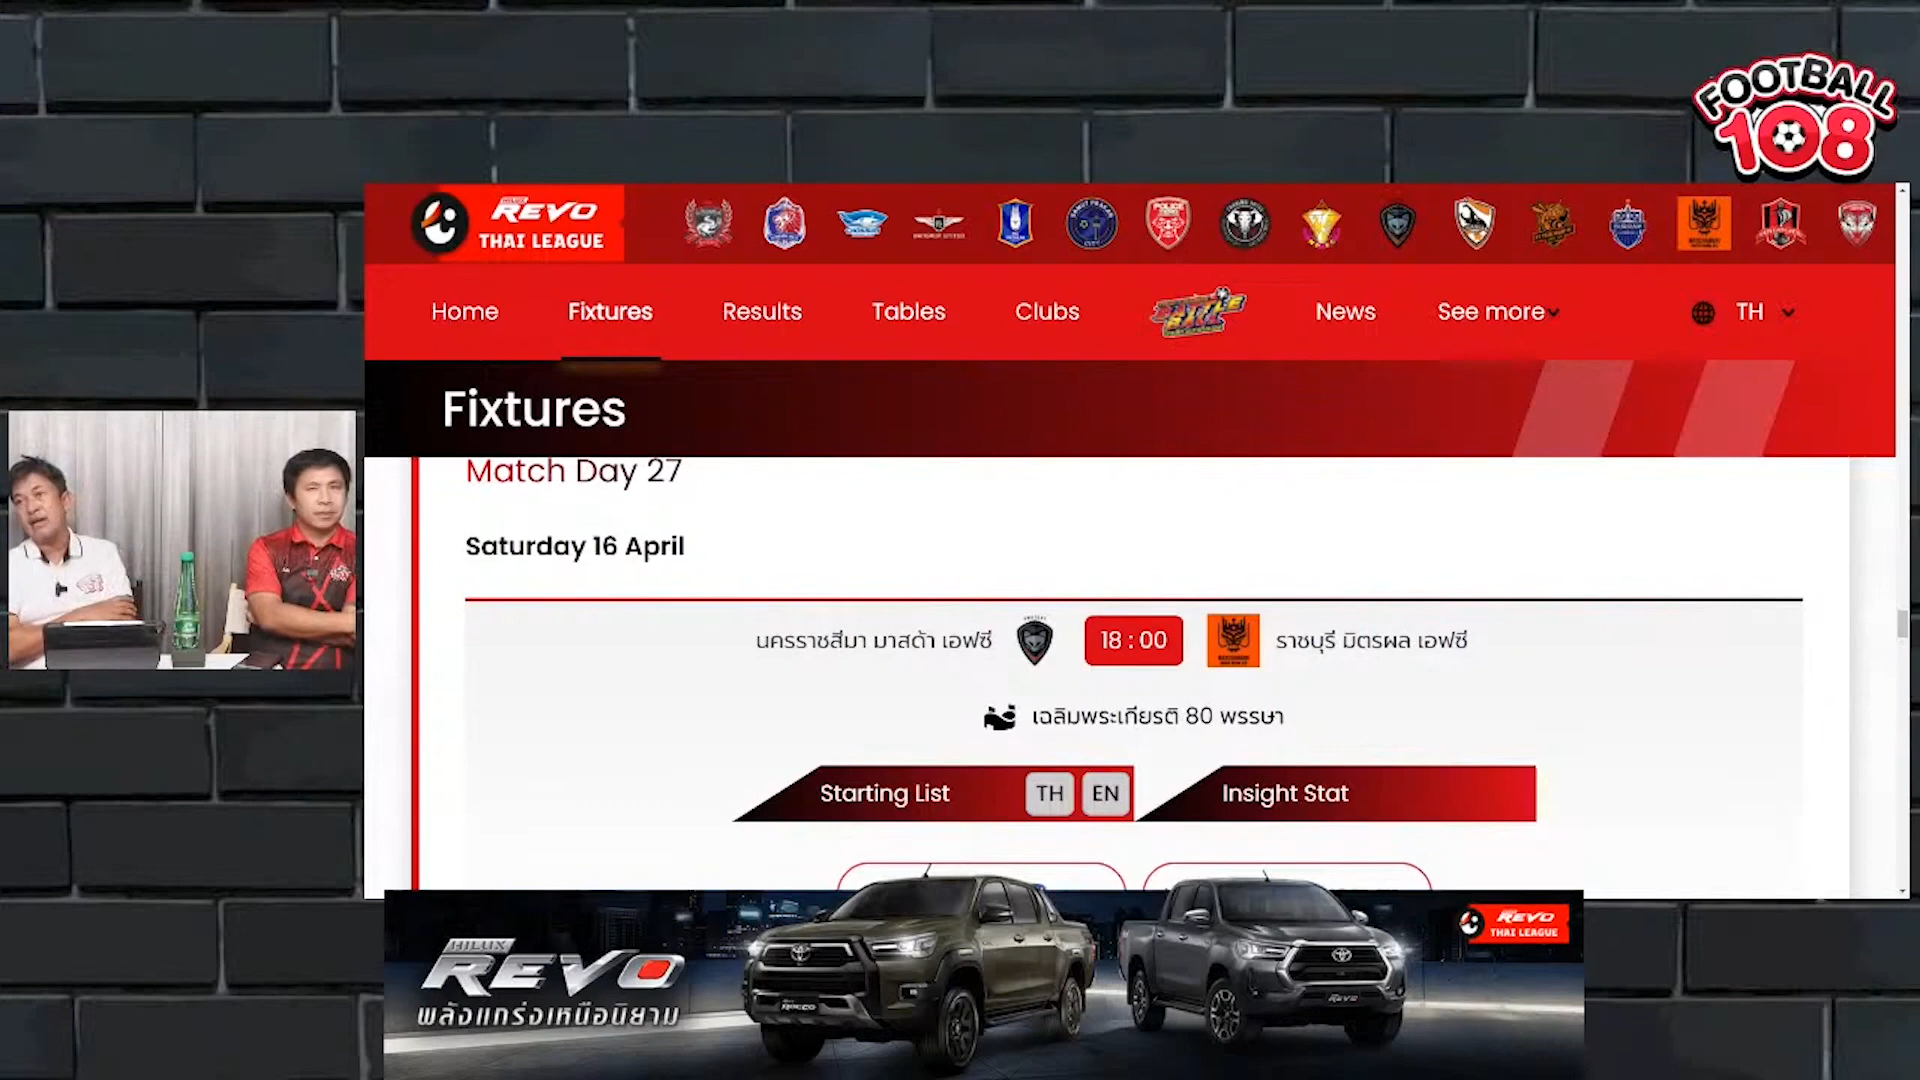 FOOTBALL
108
HILUX
REVO
THAI LEAGUE
POLICE
Home
Fixtures
Results
Tables
Clubs
BATTLE
BALL
News
See more
TH
Fixtures
Match Day 27
Saturday 16 April
นครราชสีมา มาสด้า เอฟซี
18 : 00
ราชบุรี มิตรผล เอฟซี
เฉลิมพระเกียรติ 80 พรรษา
Starting List
TH
EN
Insight Stat
HILUX
REVO
พลังแกร่งเหนือนิยาม
REVO
THAI LEAGUE